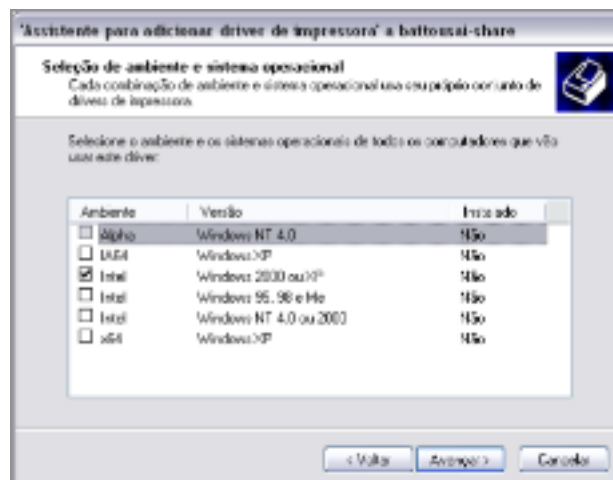 'Assistente para adicionar driver de impressora' a battousai-share
Seleção de ambiente e sistema operacional
Cada combinação de ambiente e sistema operacional usa seu próprio conjunto de
drivers de impressora.
Selecione o ambiente e os sistemas operacionais de todos os computadores que vão
usar este driver:
Ambiente Versão Instalado
Alpha Windows NT 4.0 Não
IA64 Windows XP Não
Intel Windows 2000 ou XP Não
Intel Windows 95, 98 e Me Não
Intel Windows NT 4.0 ou 2000 Não
x64 Windows XP Não
< Voltar Avançar > Cancelar